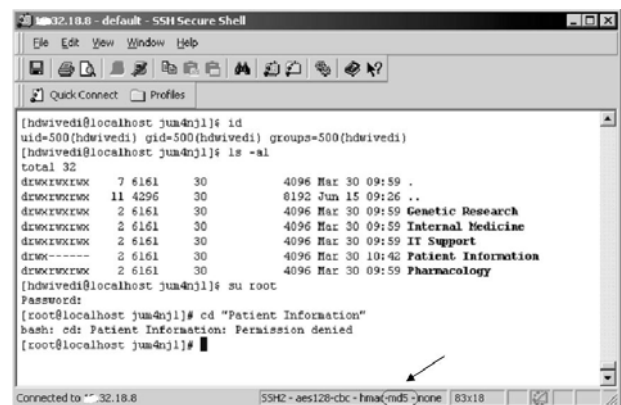 32.18.8 - default - SSH Secure Shell
File Edit View Window Help
Quick Connect Profiles
[hdwivedi@localhost jum4njl]$ id
uid=500(hdwivedi) gid=500(hdwivedi) groups=500(hdwivedi)
[hdwivedi@localhost jum4njl]$ ls -al
total 32
drwxrwxrwx 7 6161 30 4096 Mar 30 09:59 .
drwxrwxrwx 11 4296 30 8192 Jun 15 09:26 ..
drwxrwxrwx 2 6161 30 4096 Mar 30 09:59 Genetic Research
drwxrwxrwx 2 6161 30 4096 Mar 30 09:59 Internal Medicine
drwxrwxrwx 2 6161 30 4096 Mar 30 09:59 IT Support
drwx------ 2 6161 30 4096 Mar 30 10:42 Patient Information
drwxrwxrwx 2 6161 30 4096 Mar 30 09:59 Pharmacology
[hdwivedi@localhost jum4njl]$ su root
Password:
[root@localhost jum4njl]# cd "Patient Information"
bash: cd: Patient Information: Permission denied
[root@localhost jum4njl]#
Connected to 32.18.8 SSH2 - aes128-cbc - hmac-md5 - none 83x18